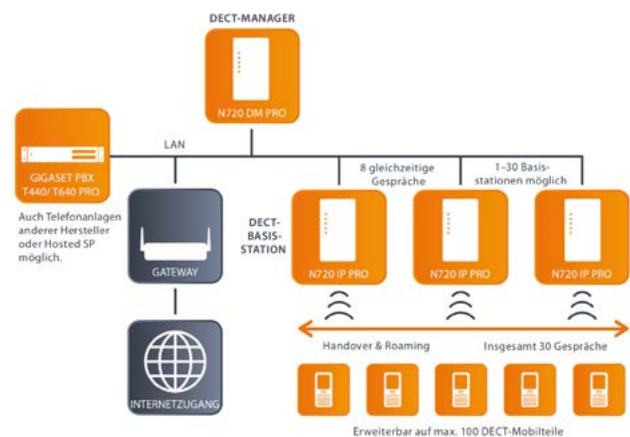 DECT-MANAGER
N720 DM PRO
GIGASET PBX
T440/ T640 PRO
Auch Telefonanlagen
anderer Hersteller
oder Hosted SP
möglich.
LAN
GATEWAY
INTERNETZUGANG
8 gleichzeitige
Gespräche
1–30 Basis-
stationen möglich
DECT-
BASIS-
STATION
N720 IP PRO
N720 IP PRO
N720 IP PRO
Handover & Roaming
Insgesamt 30 Gespräche
Erweiterbar auf max. 100 DECT-Mobilteile